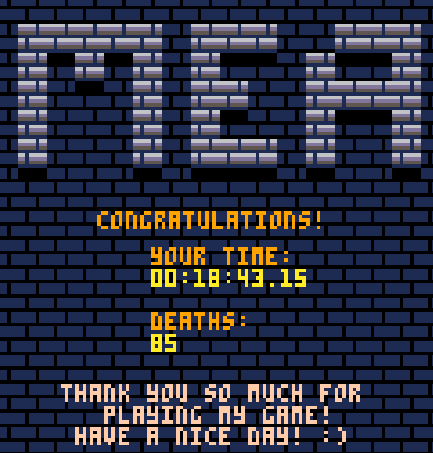 MEA
CONGRATULATIONS!
YOUR TIME:
00:18:43.15
DEATHS:
85
THANK YOU SO MUCH FOR
PLAYING MY GAME!
HAVE A NICE DAY! :)